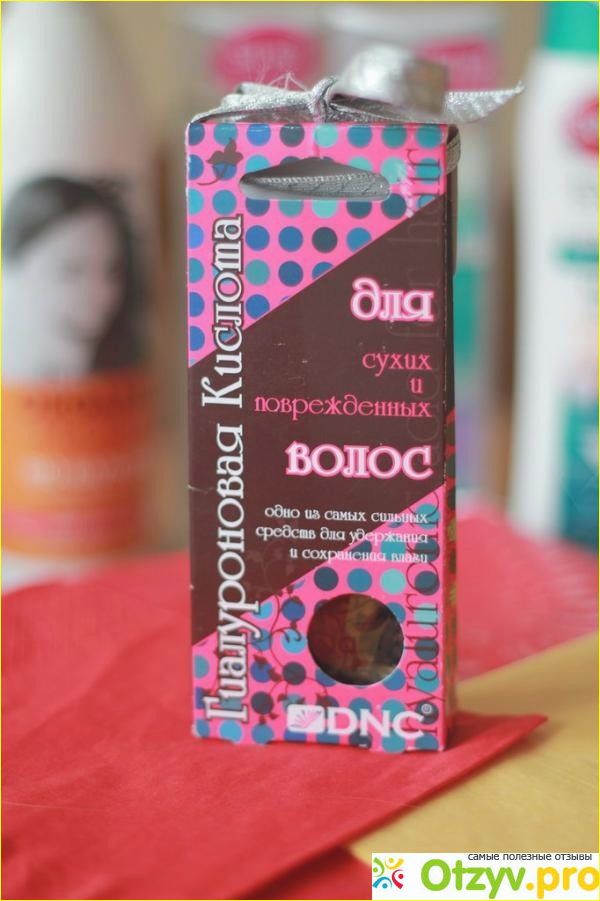 Гиалуроновая Кислота
для
сухих
и
поврежденных
волос
одно из самых сильных
средств для удержания
и сохранения влаги
DNC®
самые полезные отзывы
Otzyv.pro